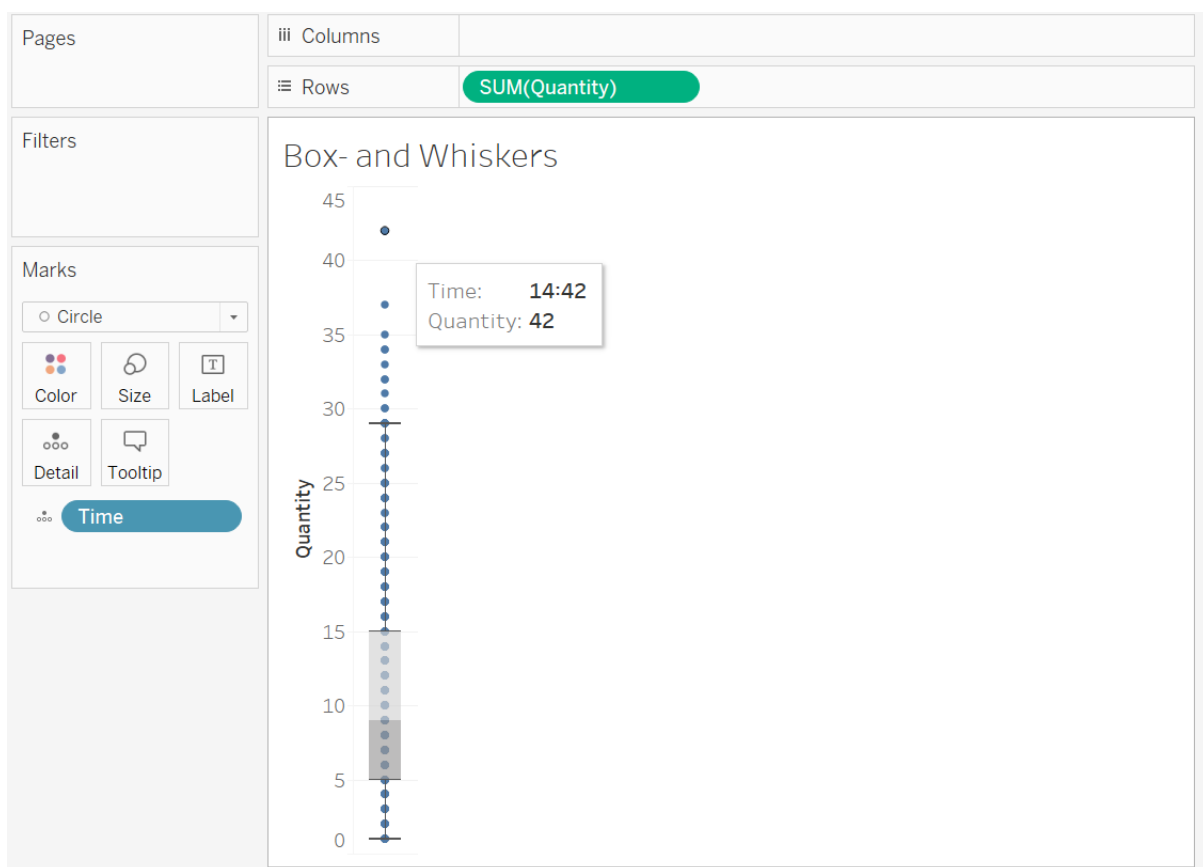 Pages
iii Columns
Rows
SUM(Quantity)
Filters
Box- and Whiskers
45
40
35
30
25
20
15
10
5
0
Quantity
Time: 14:42
Quantity: 42
Marks
Circle
Color Size T Label
Detail Tooltip
Time